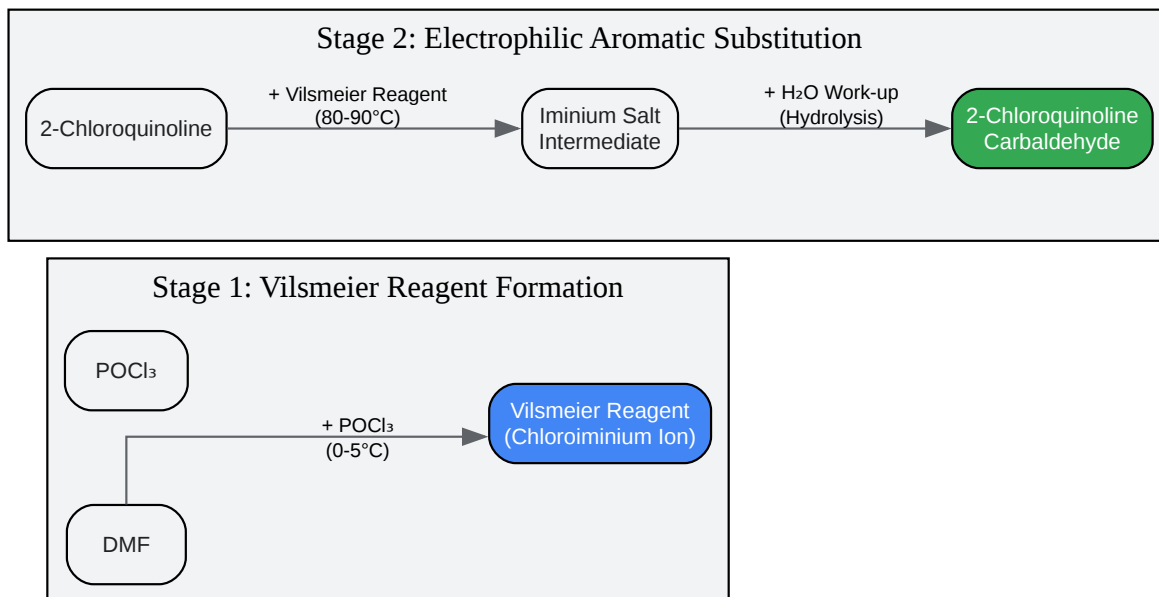 Stage 2: Electrophilic Aromatic Substitution
2-Chloroquinoline
+ Vilsmeier Reagent
(80-90°C)
Iminium Salt
Intermediate
+ H₂O Work-up
(Hydrolysis)
2-Chloroquinoline
Carbaldehyde
Stage 1: Vilsmeier Reagent Formation
POCl₃
+ POCl₃
(0-5°C)
Vilsmeier Reagent
(Chloroiminium Ion)
DMF